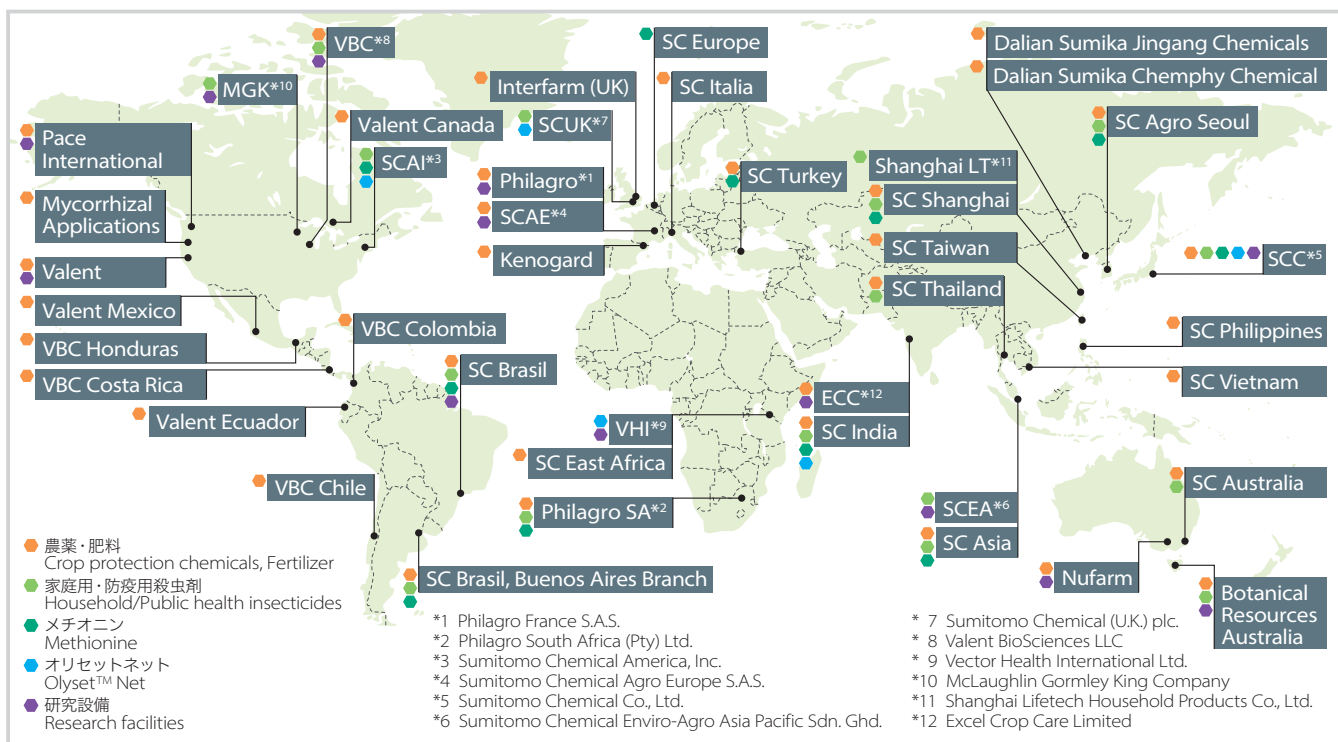 VBC*8
SC Europe
Dalian Sumika Jingang Chemicals
Dalian Sumika Chemphy Chemical
MGK*10
Interfarm (UK)
SC Italia
Valent Canada
SCUK*7
SC Agro Seoul
Pace
International
SCAI*3
Philagro*1
SC Turkey
Shanghai LT*11
SC Shanghai
Mycorrhizal
Applications
SCAE*4
Kenogard
SC Taiwan
SCC*5
Valent
SC Thailand
Valent Mexico
VBC Colombia
SC Philippines
VBC Honduras
SC Brasil
VBC Costa Rica
ECC*12
SC Vietnam
Valent Ecuador
VHI*9
SC India
SC East Africa
VBC Chile
Philagro SA*2
SC Australia
SCEA*6
SC Asia
SC Brasil, Buenos Aires Branch
Nufarm
Botanical
Resources
Australia
農薬・肥料
Crop protection chemicals, Fertilizer
家庭用・防疫用殺虫剤
Household/Public health insecticides
メチオニン
Methionine
オリセットネット
Olyset™ Net
研究設備
Research facilities
*1 Philagro France S.A.S.
*2 Philagro South Africa (Pty) Ltd.
*3 Sumitomo Chemical America, Inc.
*4 Sumitomo Chemical Agro Europe S.A.S.
*5 Sumitomo Chemical Co., Ltd.
*6 Sumitomo Chemical Enviro-Agro Asia Pacific Sdn. Ghd.
* 7 Sumitomo Chemical (U.K.) plc.
* 8 Valent BioSciences LLC
* 9 Vector Health International Ltd.
*10 McLaughlin Gormley King Company
*11 Shanghai Lifetech Household Products Co., Ltd.
*12 Excel Crop Care Limited